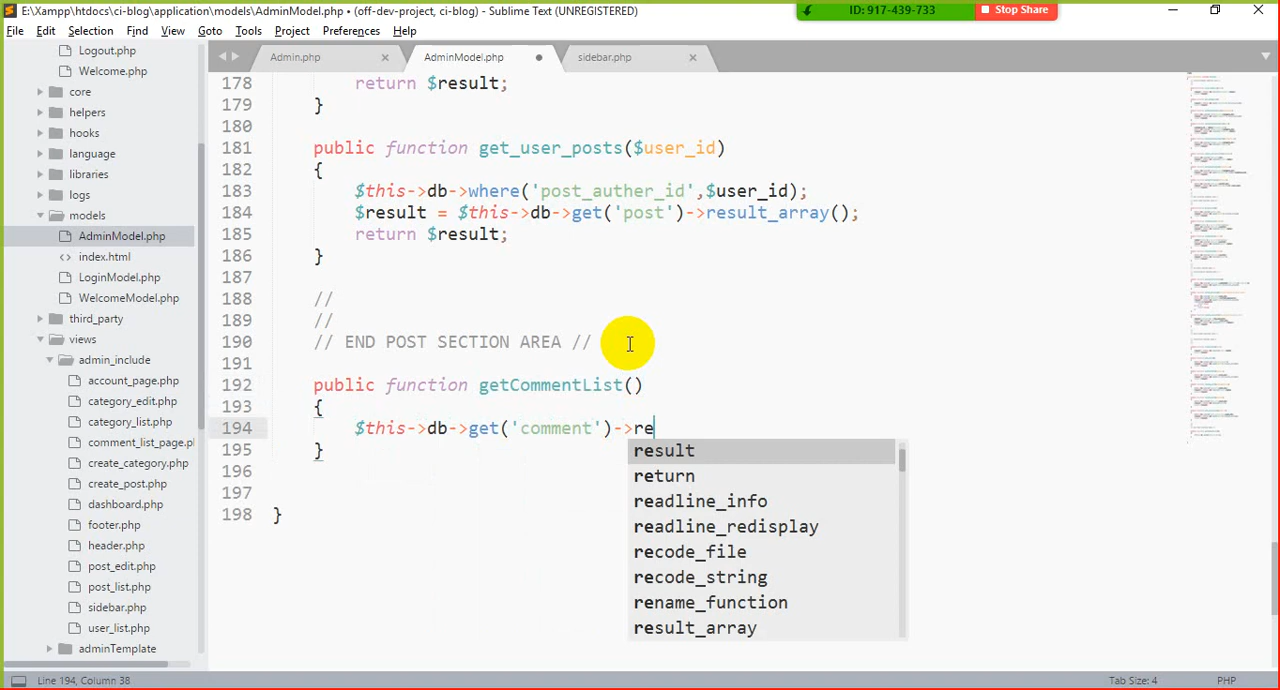 E:\Xampp\htdocs\ci-blog\application\models\AdminModel.php • (off-dev-project, ci-blog) - Sublime Text (UNREGISTERED)
ID: 917-439-733
Stop Share
File Edit Selection Find View Goto Tools Project Preferences Help
Logout.php
Welcome.php
core
helpers
hooks
language
libraries
logs
models
AdminModel.php
<> index.html
LoginModel.php
WelcomeModel.php
third_party
views
admin_include
account_page.php
category_edit.php
category_list.php
comment_list_page.p
create_category.php
create_post.php
dashboard.php
footer.php
header.php
post_edit.php
post_list.php
sidebar.php
user_list.php
adminTemplate
Admin.php
AdminModel.php
sidebar.php
178 return $result;
179 }
180
181 public function get_user_posts($user_id)
182 {
183 $this->db->where('post_auther_id',$user_id);
184 $result = $this->db->get('post')->result_array();
185 return $result;
186 }
187
188 //
189 //
190 // END POST SECTION AREA //
191
192 public function getCommentList()
193 {
194 $this->db->get('comment')->re
195 }
196
197
198 }
result
return
readline_info
readline_redisplay
recode_file
recode_string
rename_function
result_array
Line 194, Column 38
Tab Size: 4
PHP